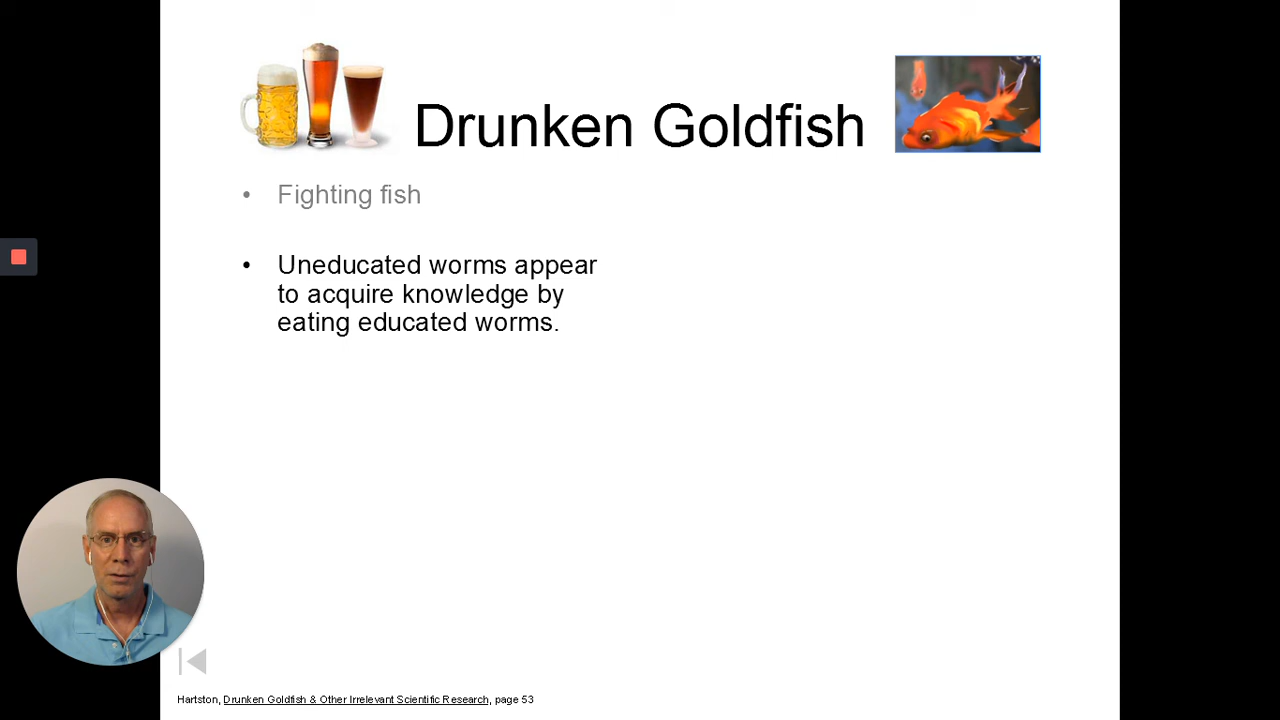 Drunken Goldfish
• Fighting fish
• Uneducated worms appear
to acquire knowledge by
eating educated worms.
Hartston, Drunken Goldfish & Other Irrelevant Scientific Research, page 53